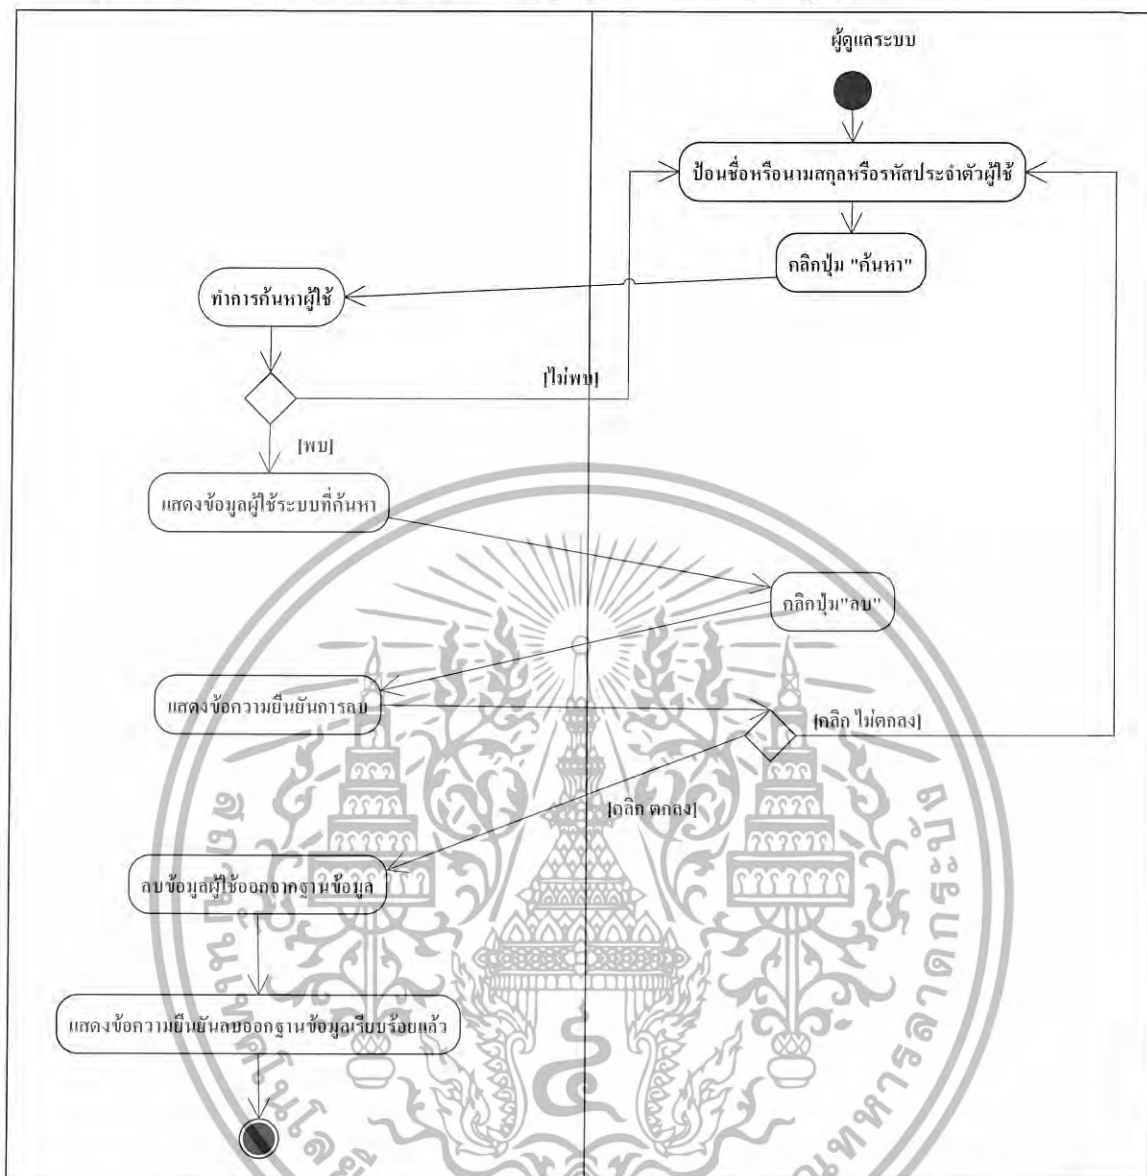 ผู้ดูแลระบบ
ป้อนชื่อหรือนามสกุลหรือรหัสประจำตัวผู้ใช้
กลิกปุ่ม "ค้นหา"
ทำการค้นหาผู้ใช้
[ไม่พบ]
[พบ]
แสดงข้อมูลผู้ใช้ระบบที่ค้นหา
กลิกปุ่ม"ลบ"
แสดงข้อความยืนยันการลบ
[กลิก ไม่ตกลง]
[กลิก ตกลง]
ลบข้อมูลผู้ใช้ออกจากฐานข้อมูล
แสดงข้อความยืนยันลบออกฐานข้อมูลเรียบร้อยแล้ว